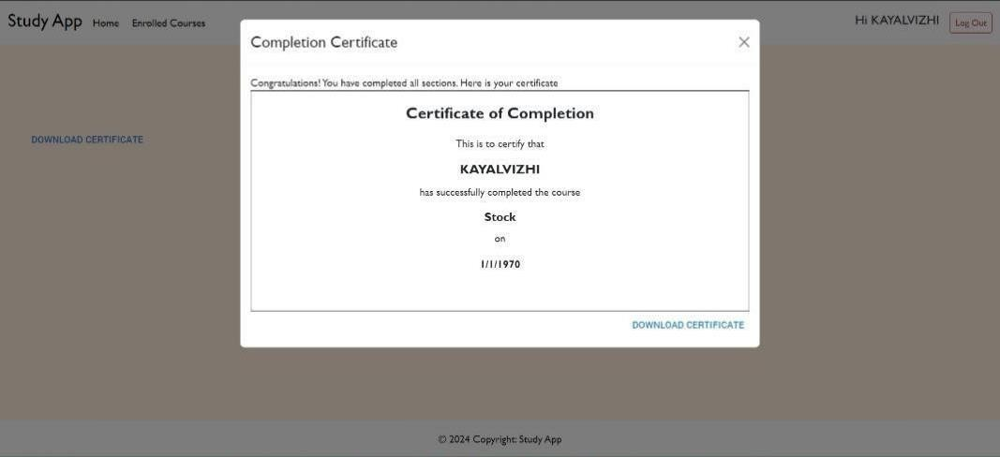 Study App Home Enrolled Courses Hi KAYALVIZHI Log Out
Completion Certificate
Congratulations! You have completed all sections. Here is your certificate
Certificate of Completion
This is to certify that
KAYALVIZHI
has successfully completed the course
Stock
on
1/1/1970
DOWNLOAD CERTIFICATE
DOWNLOAD CERTIFICATE
© 2024 Copyright: Study App